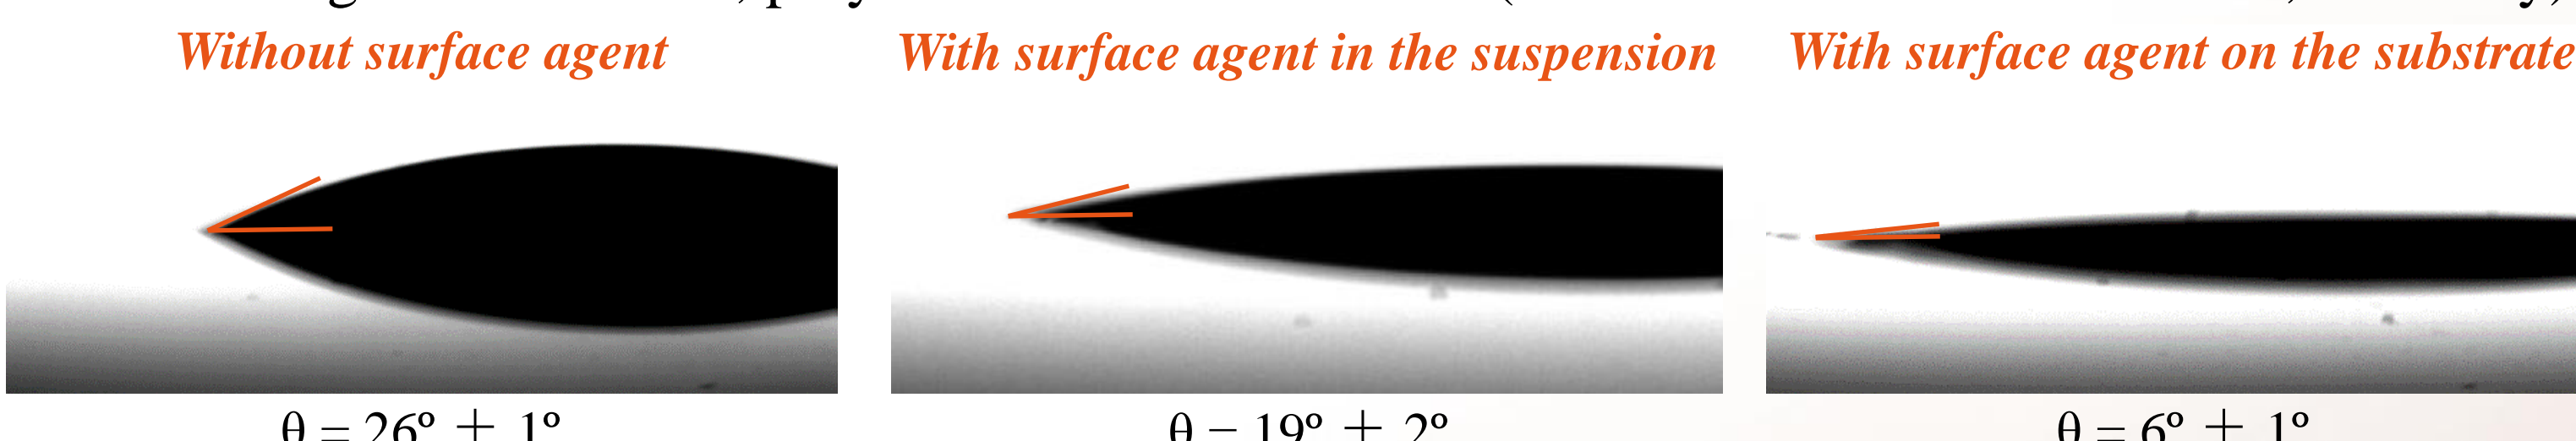 Without surface agent
With surface agent in the suspension
With surface agent on the substrate
θ = 26º ± 1º
θ = 19º ± 2º
θ = 6º ± 1º